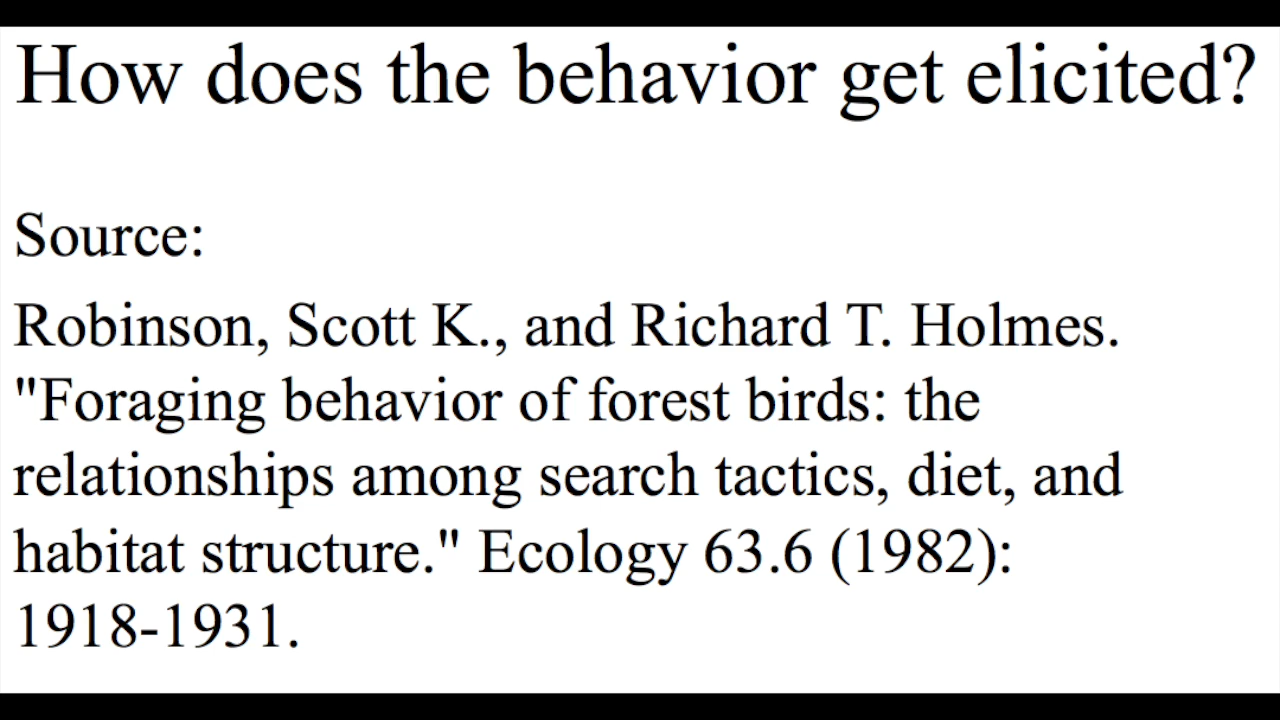 How does the behavior get elicited?
Source:
Robinson, Scott K., and Richard T. Holmes.
"Foraging behavior of forest birds: the
relationships among search tactics, diet, and
habitat structure." Ecology 63.6 (1982):
1918-1931.